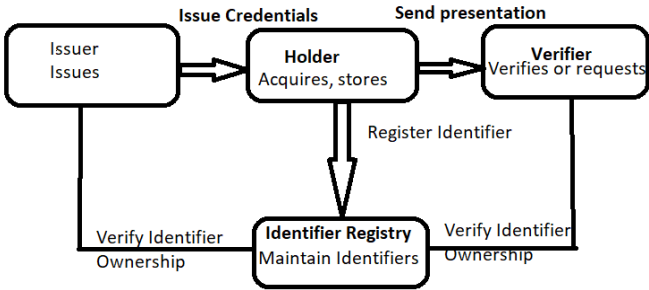 Issue Credentials
Send presentation
Issuer
Issues
Holder
Acquires, stores
Verifier
Verifies or requests
Register Identifier
Identifier Registry
Maintain Identifiers
Verify Identifier
Ownership
Verify Identifier
Ownership